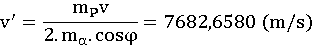 v′ = m_P v / 2.m_α.cosφ = 7682,6580 (m/s)